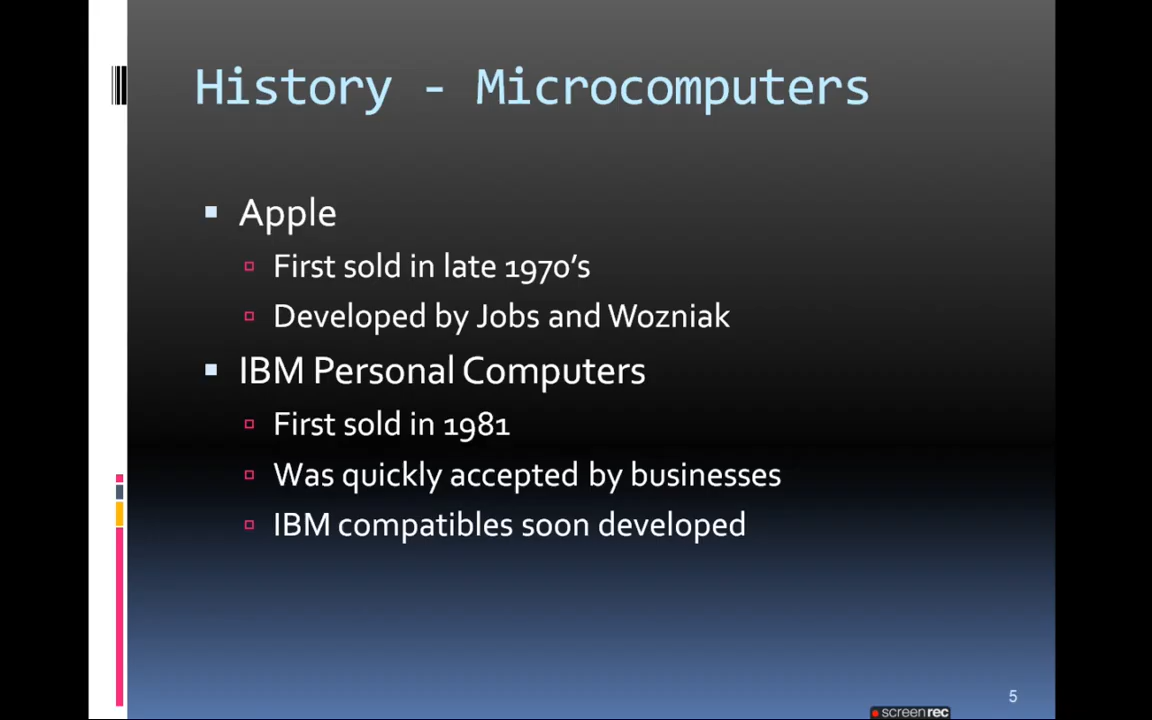 History - Microcomputers
Apple
First sold in late 1970’s
Developed by Jobs and Wozniak
IBM Personal Computers
First sold in 1981
Was quickly accepted by businesses
IBM compatibles soon developed
5
screenrec